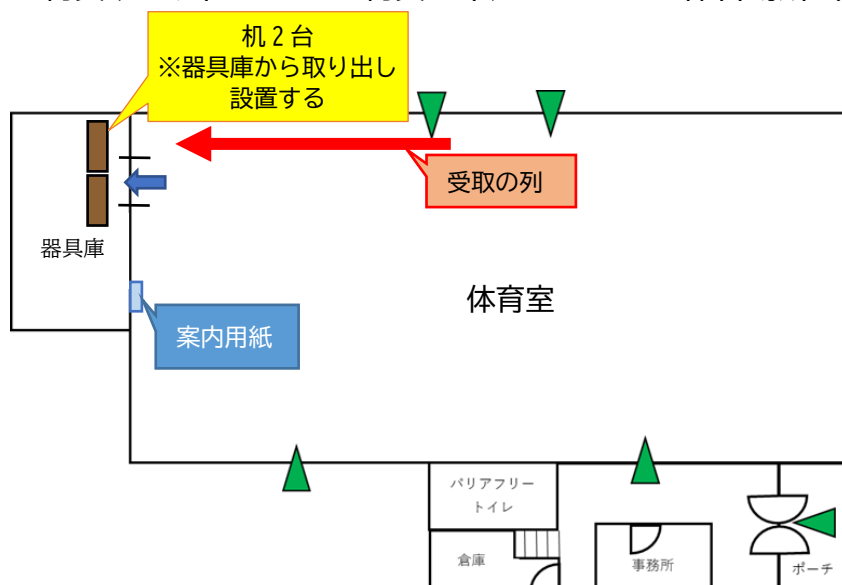 机２台
※器具庫から取り出し
設置する
受取の列
器具庫
体育室
案内用紙
バリアフリー
トイレ
倉庫
事務所
ポーチ